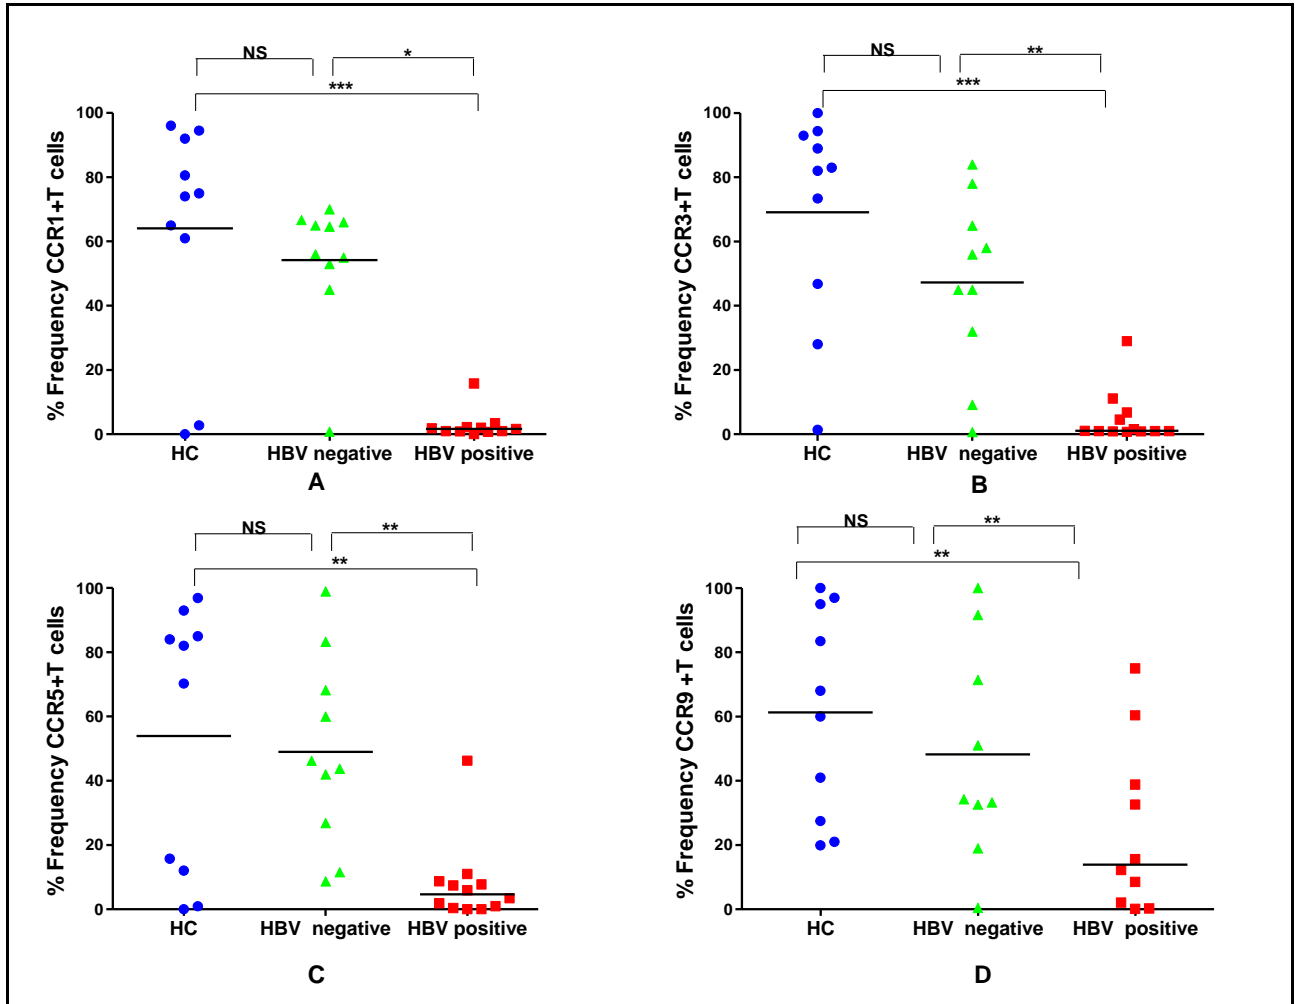 NS
*
***
% Frequency CCR1+T cells
100
80
60
40
20
0
HC
HBV negative
HBV positive
A
NS
**
***
% Frequency CCR3+T cells
100
80
60
40
20
0
HC
HBV negative
HBV positive
B
NS
**
**
% Frequency CCR5+T cells
100
80
60
40
20
0
HC
HBV negative
HBV positive
C
NS
**
**
% Frequency CCR9 +T cells
100
80
60
40
20
0
HC
HBV negative
HBV positive
D